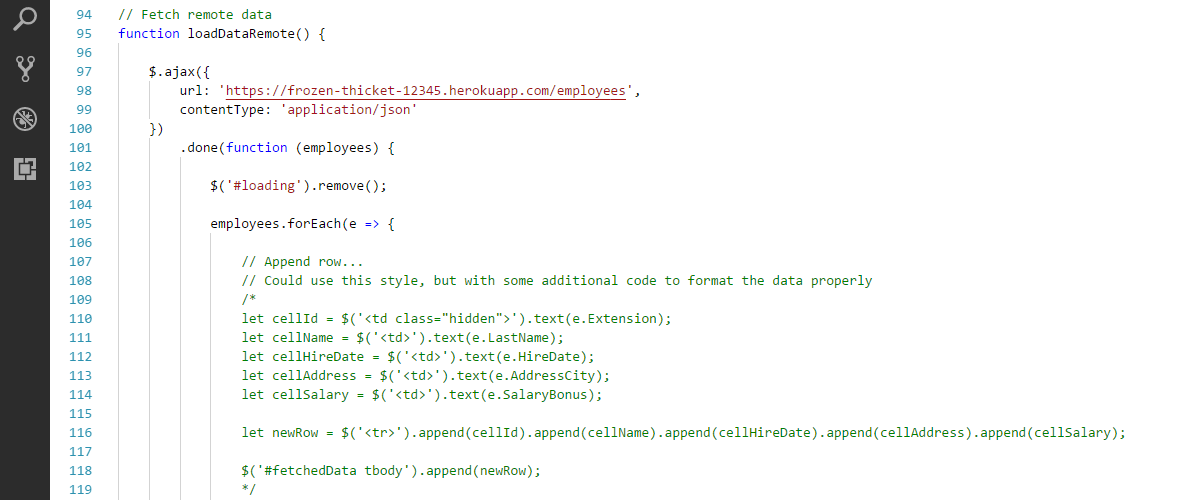 94 // Fetch remote data
95 function loadDataRemote() {
96
97     $.ajax({
98         url: 'https://frozen-thicket-12345.herokuapp.com/employees',
99         contentType: 'application/json'
100     })
101         .done(function (employees) {
102
103             $('#loading').remove();
104
105             employees.forEach(e => {
106
107                 // Append row...
108                 // Could use this style, but with some additional code to format the data properly
109                 /*
110                 let cellId = $('<td class="hidden">').text(e.Extension);
111                 let cellName = $('<td>').text(e.LastName);
112                 let cellHireDate = $('<td>').text(e.HireDate);
113                 let cellAddress = $('<td>').text(e.AddressCity);
114                 let cellSalary = $('<td>').text(e.SalaryBonus);
115
116                 let newRow = $('<tr>').append(cellId).append(cellName).append(cellHireDate).append(cellAddress).append(cellSalary);
117
118                 $('#fetchedData tbody').append(newRow);
119                 */